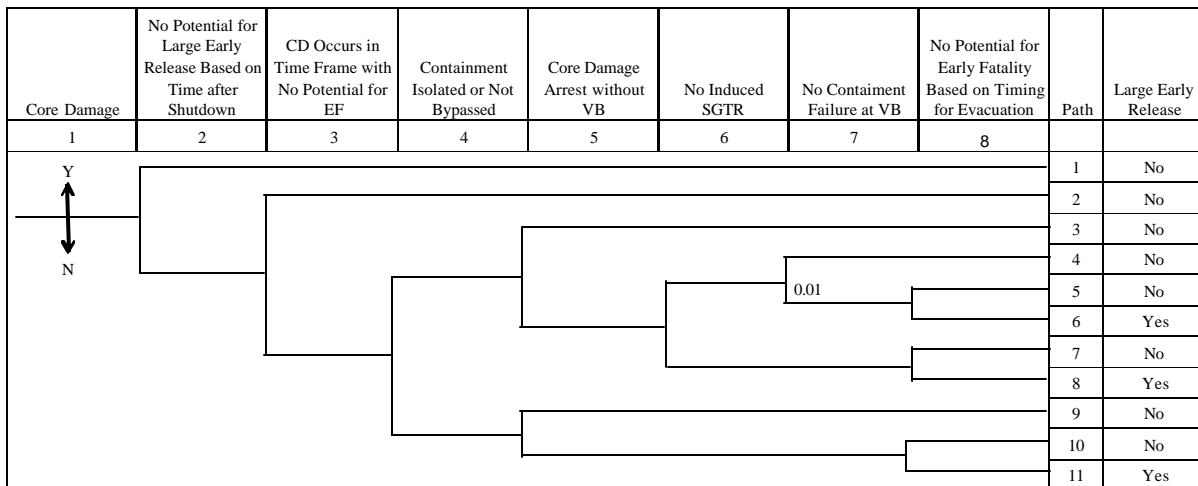 Core Damage
No Potential for
Large Early
Release Based on
Time after
Shutdown
CD Occurs in
Time Frame with
No Potential for
EF
Containment
Isolated or Not
Bypassed
Core Damage
Arrest without
VB
No Induced
SGTR
No Contaiment
Failure at VB
No Potential for
Early Fatality
Based on Timing
for Evacuation
Path
Large Early
Release
1 2 3 4 5 6 7 8
Y
N
0.01
1 No
2 No
3 No
4 No
5 No
6 Yes
7 No
8 Yes
9 No
10 No
11 Yes